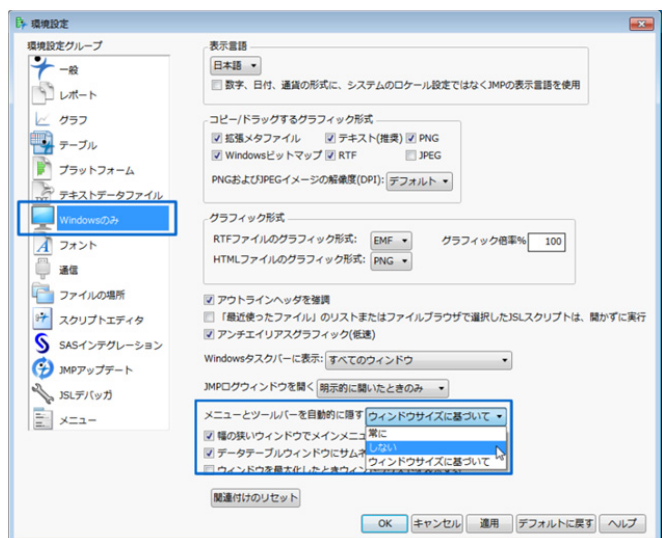 環境設定
環境設定グループ
一般
レポート
グラフ
テーブル
プラットフォーム
テキストデータファイル
Windowsのみ
フォント
通信
ファイルの場所
スクリプトエディタ
SASインテグレーション
JMPアップデート
JSLデバッガ
メニュー
表示言語
日本語
数字、日付、通貨の形式に、システムのロケール設定ではなくJMPの表示言語を使用
コピー/ドラッグするグラフィック形式
拡張メタファイル テキスト(推奨) PNG
Windowsビットマップ RTF JPEG
PNGおよびJPEGイメージの解像度(DPI): デフォルト
グラフィック形式
RTFファイルのグラフィック形式: EMF グラフィック倍率% 100
HTMLファイルのグラフィック形式: PNG
アウトラインヘッダを強調
「最近使ったファイル」のリストまたはファイルブラウザで選択したJSLスクリプトは、開かずに実行
アンチエイリアスグラフィック(低速)
Windowsタスクバーに表示: すべてのウィンドウ
JMPログウィンドウを開く 明示的に開いたときのみ
メニューとツールバーを自動的に隠す ウィンドウサイズに基づいて
常に
しない
ウィンドウサイズに基づいて
幅の狭いウィンドウでメインメニュ
データテーブルウィンドウにサムネ
ウィンドウを最大化したときウィン
関連付けのリセット
OK キャンセル 適用 デフォルトに戻す ヘルプ